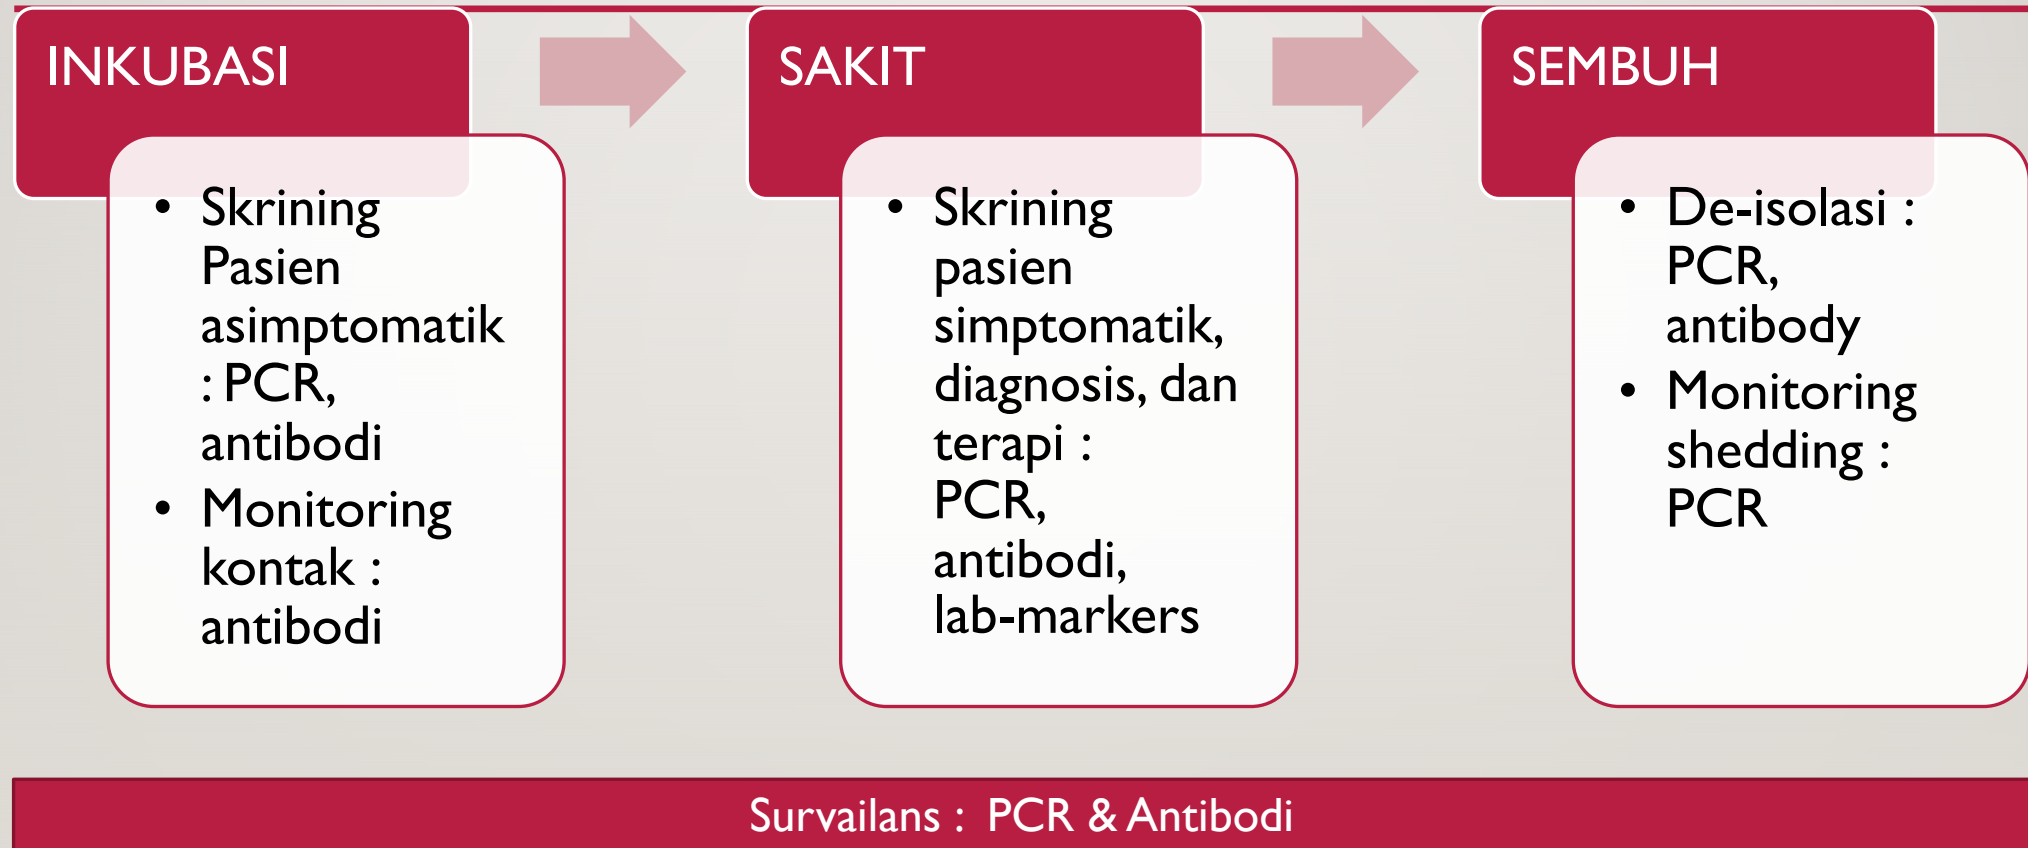 INKUBASI
• Skrining
Pasien
asimptomatik
: PCR,
antibodi
• Monitoring
kontak :
antibodi
SAKIT
• Skrining
pasien
simptomatik,
diagnosis, dan
terapi :
PCR,
antibodi,
lab-markers
SEMBUH
• De-isolasi :
PCR,
antibody
• Monitoring
shedding :
PCR
Survailans : PCR & Antibodi